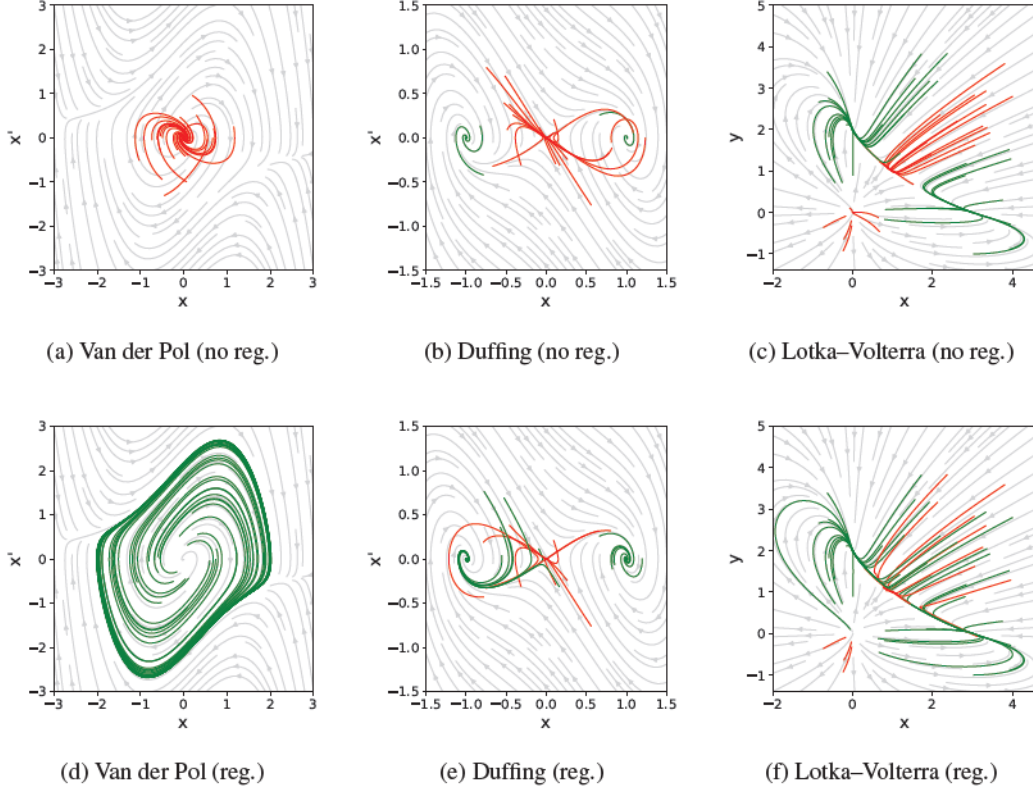 3
2
1
0
−1
−2
−3
x'
−3 −2 −1 0 1 2 3
x
1.5
1.0
0.5
0.0
−0.5
−1.0
−1.5
x'
−1.5 −1.0 −0.5 0.0 0.5 1.0 1.5
x
5
4
3
2
1
0
−1
y
−2 0 2 4
x
(a) Van der Pol (no reg.)
(b) Duffing (no reg.)
(c) Lotka–Volterra (no reg.)
3
2
1
0
−1
−2
−3
x'
−3 −2 −1 0 1 2 3
x
1.5
1.0
0.5
0.0
−0.5
−1.0
−1.5
x'
−1.5 −1.0 −0.5 0.0 0.5 1.0 1.5
x
5
4
3
2
1
0
−1
y
−2 0 2 4
x
(d) Van der Pol (reg.)
(e) Duffing (reg.)
(f) Lotka–Volterra (reg.)